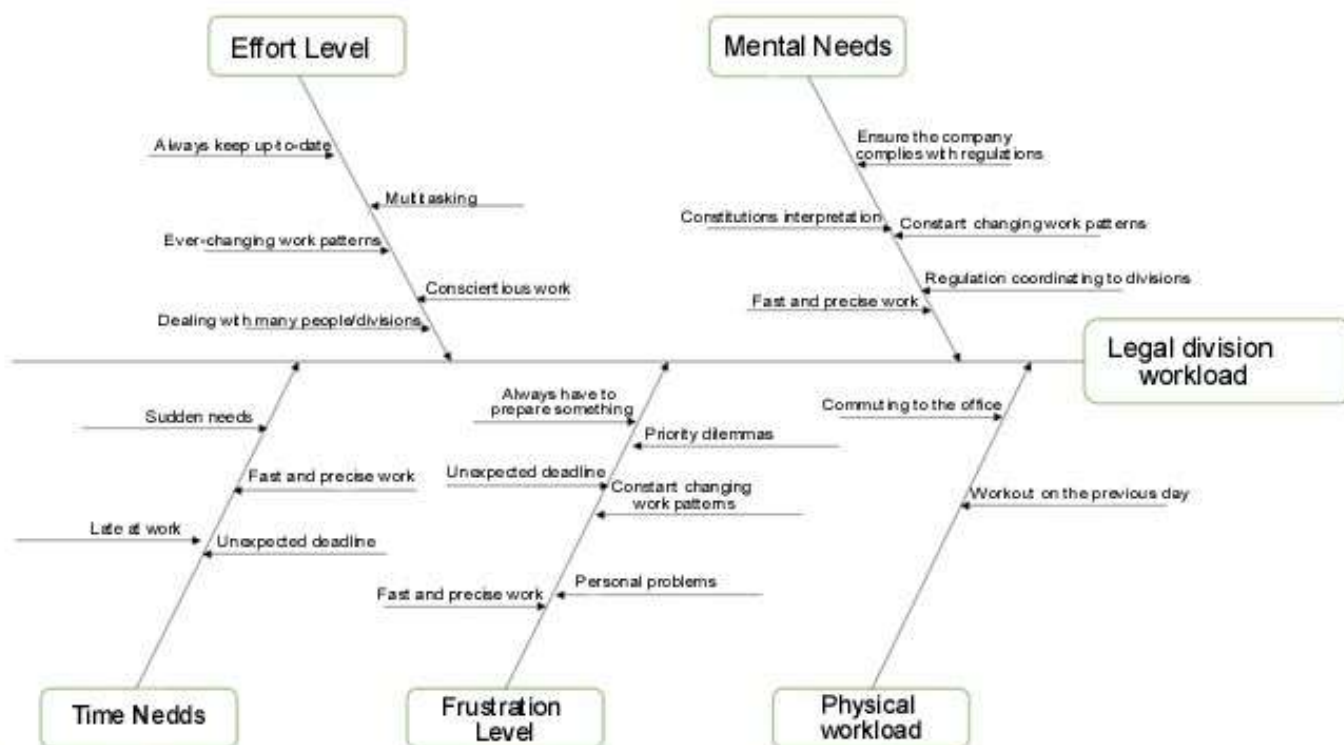 Effort Level
Mental Needs
Always keep up-to-date
Multitasking
Ever-changing work patterns
Consciertious work
Dealing with many people/divisions
Ensure the company
complies with regulations
Constitutions interpretation
Constart changing work patterns
Regulation coordinating to divisions
Fast and precise work
Legal division
workload
Sudden needs
Fast and precise work
Late at work
Unexpected deadline
Always have to
prepare something
Priority dilemmas
Unexpected deadline
Constart changing
work patterns
Personal problems
Fast and precise work
Commuting to the office
Workout on the previous day
Time Nedds
Frustration
Level
Physical
workload